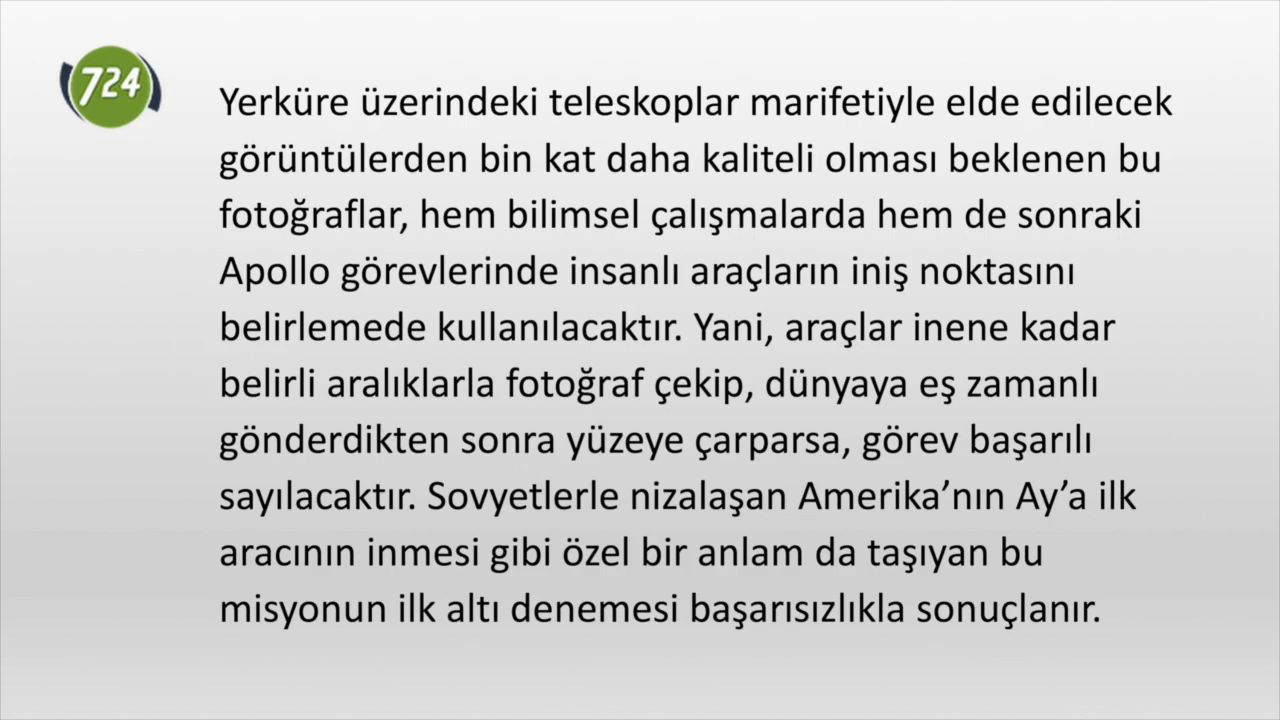 724
Yerküre üzerindeki teleskoplar marifetiyle elde edilecek
görüntülerden bin kat daha kaliteli olması beklenen bu
fotoğraflar, hem bilimsel çalışmalarda hem de sonraki
Apollo görevlerinde insanlı araçların iniş noktasını
belirlemede kullanılacaktır. Yani, araçlar inene kadar
belirli aralıklarla fotoğraf çekip, dünyaya eş zamanlı
gönderdikten sonra yüzeye çarparsa, görev başarılı
sayılacaktır. Sovyetlerle nizalaşan Amerika’nın Ay’a ilk
aracının inmesi gibi özel bir anlam da taşıyan bu
misyonun ilk altı denemesi başarısızlıkla sonuçlanır.